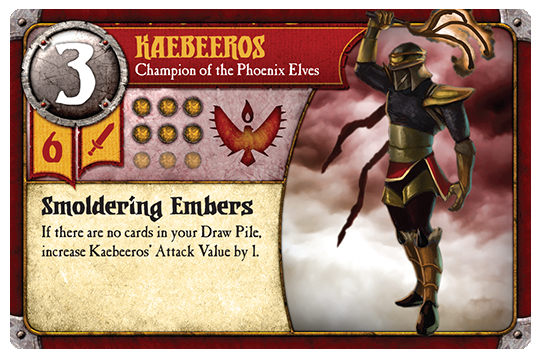 3
KAEBEEROS
Champion of the Phoenix Elves
6
Smoldering Embers
If there are no cards in your Draw Pile,
increase Kaebeeros' Attack Value by 1.